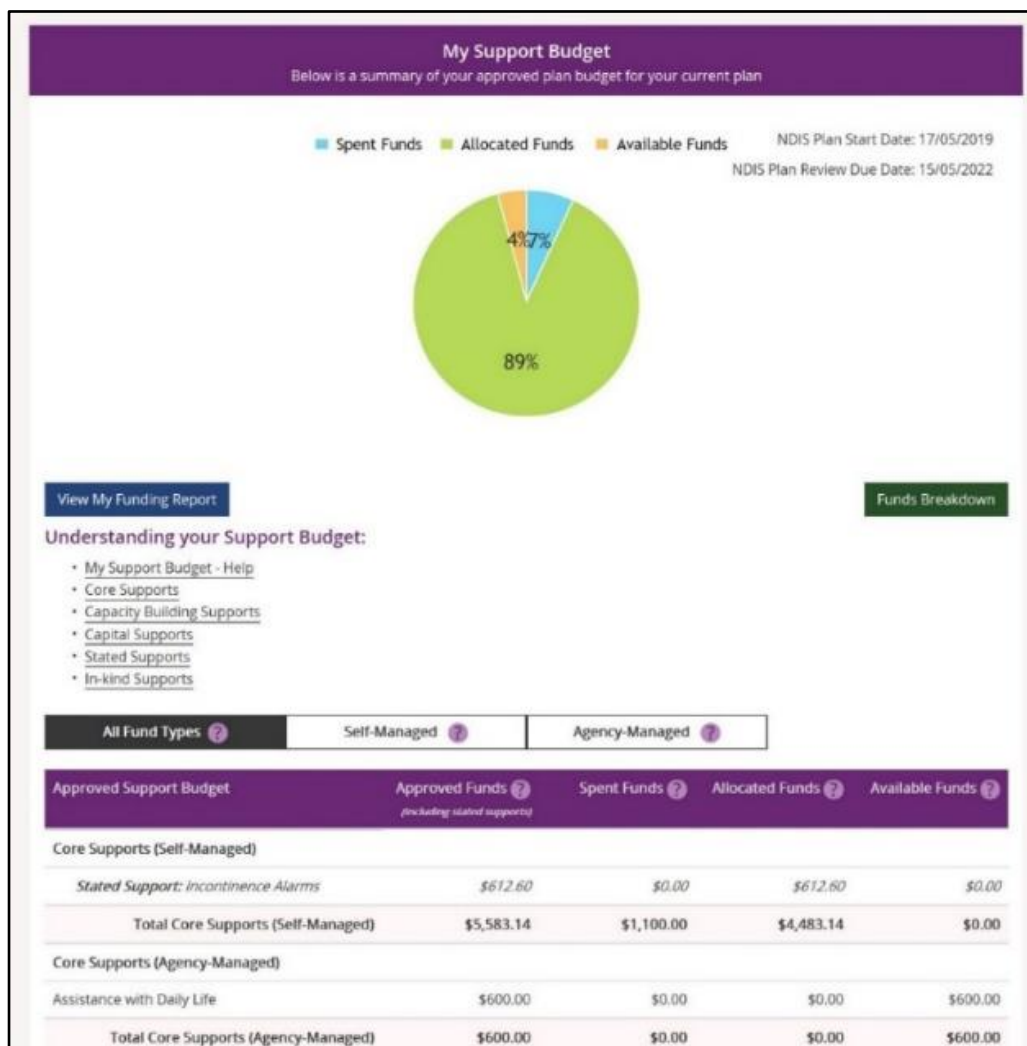 My Support Budget
Below is a summary of your approved plan budget for your current plan
Spent Funds Allocated Funds Available Funds
NDIS Plan Start Date: 17/05/2019
NDIS Plan Review Due Date: 15/05/2022
4% 7%
89%
View My Funding Report Funds Breakdown
Understanding your Support Budget:
• My Support Budget - Help
• Core Supports
• Capacity Building Supports
• Capital Supports
• Stated Supports
• In-kind Supports
All Fund Types ? Self-Managed ? Agency-Managed ?
Approved Support Budget Approved Funds ? Spent Funds ? Allocated Funds ? Available Funds ?
(including stated supports)
Core Supports (Self-Managed)
Stated Support: Incontinence Alarms $612.60 $0.00 $612.60 $0.00
Total Core Supports (Self-Managed) $5,583.14 $1,100.00 $4,483.14 $0.00
Core Supports (Agency-Managed)
Assistance with Daily Life $600.00 $0.00 $0.00 $600.00
Total Core Supports (Agency-Managed) $600.00 $0.00 $0.00 $600.00